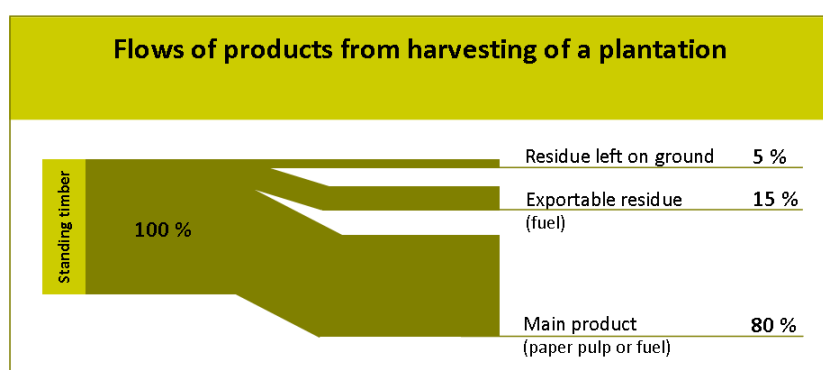 Flows of products from harvesting of a plantation
Standing timber
100 %
Residue left on ground 5 %
Exportable residue 15 %
(fuel)
Main product 80 %
(paper pulp or fuel)